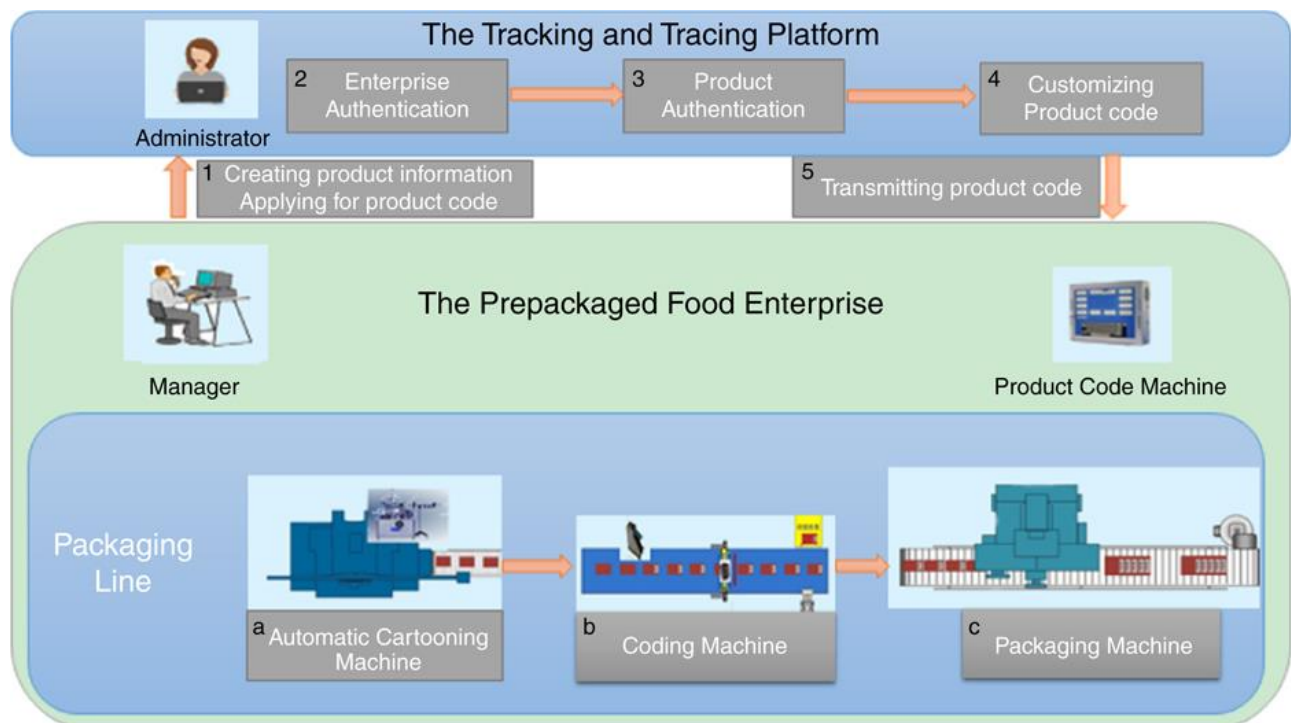 The Tracking and Tracing Platform
Administrator
2
Enterprise
Authentication
3
Product
Authentication
4
Customizing
Product code
1
Creating product information
Applying for product code
5
Transmitting product code
The Prepackaged Food Enterprise
Manager
Product Code Machine
Packaging
Line
a
Automatic Cartooning
Machine
b
Coding Machine
c
Packaging Machine